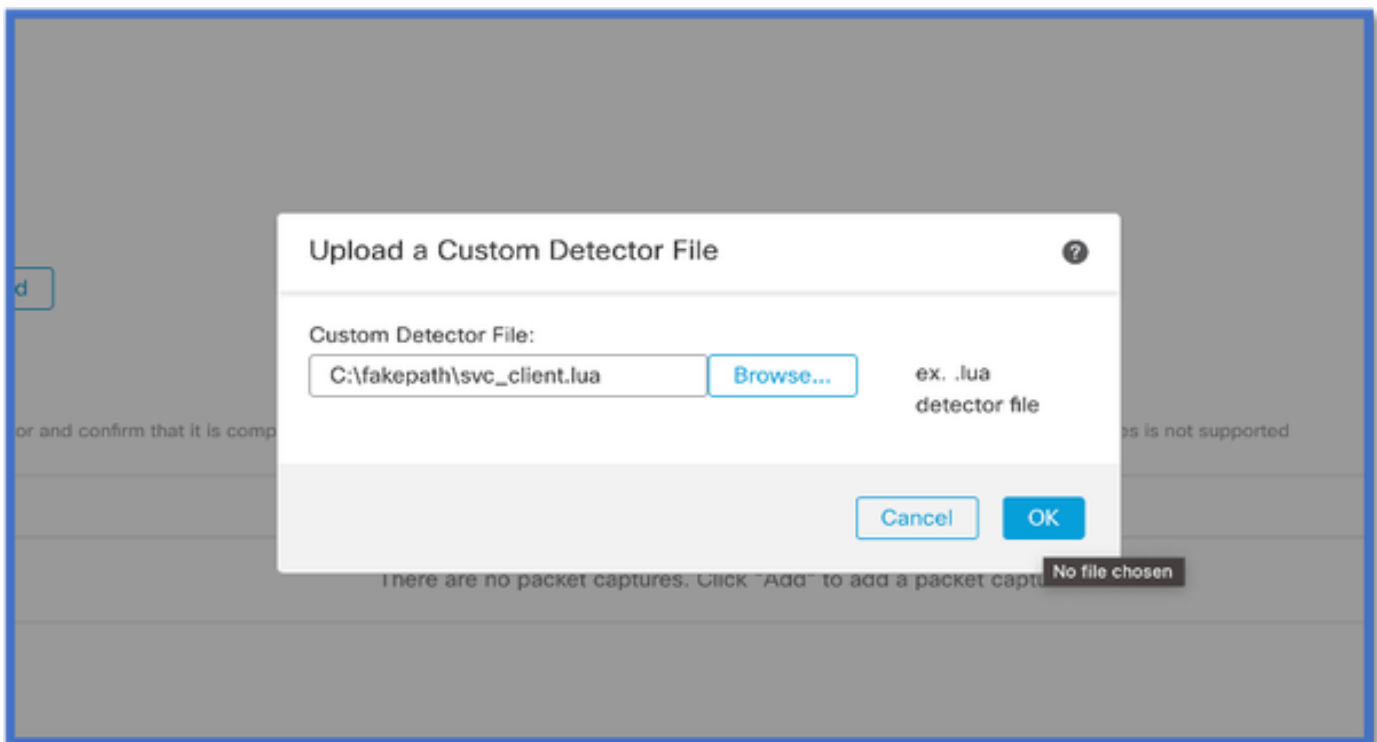 Upload a Custom Detector File
d
Custom Detector File:
C:\fakepath\svc_client.lua
Browse...
ex. .lua
detector file
or and confirm that it is comp
es is not supported
Cancel
OK
No file chosen
There are no packet captures. Click "Add" to add a packet captu